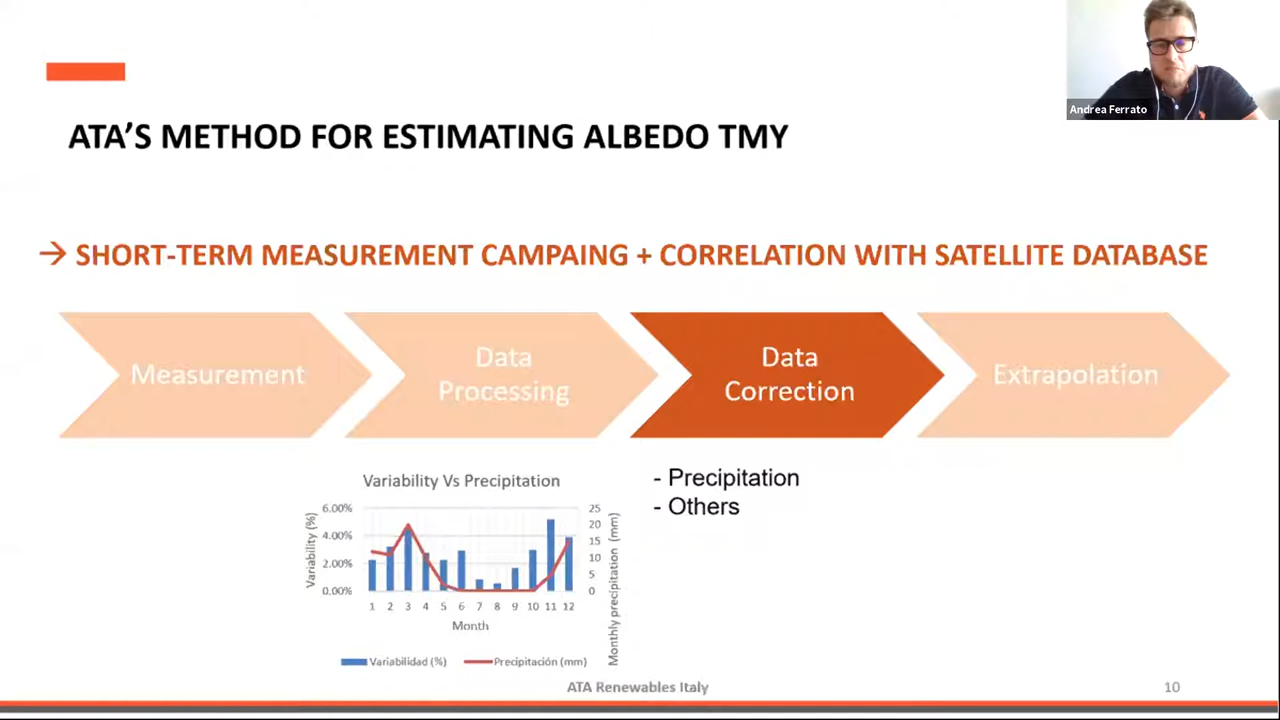 Andrea Ferrato
ATA'S METHOD FOR ESTIMATING ALBEDO TMY
→ SHORT-TERM MEASUREMENT CAMPAING + CORRELATION WITH SATELLITE DATABASE
Measurement
Data
Processing
Data
Correction
Extrapolation
- Precipitation
- Others
Variability Vs Precipitation
Variability (%)
6.00%
4.00%
2.00%
0.00%
25
20
15
10
5
0
Monthly precipitation (mm)
1 2 3 4 5 6 7 8 9 10 11 12
Month
Variabilidad (%)
Precipitación (mm)
ATA Renewables Italy
10